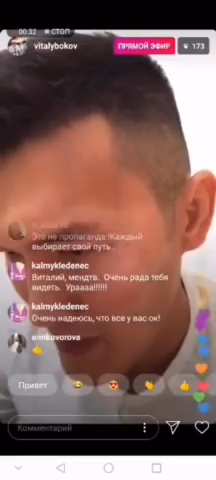 00:32 СТОП
vitalybokov ПРЯМОЙ ЭФИР 173
Это не пропаганда !Каждый
выбирает свой путь .
kalmykledenec
Виталий, мендтв. Очень рада тебя
видеть. Ураааа!!!!!!
kalmykledenec
Очень надеюсь, что все у вас ок!
annkovorova
Привет
Комментарий